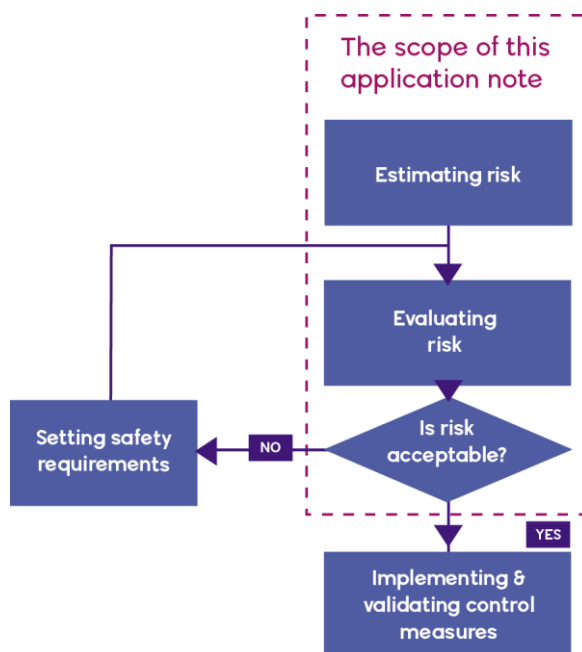 The scope of this
application note
Estimating risk
Evaluating
risk
Is risk
acceptable?
NO
Setting safety
requirements
YES
Implementing &
validating control
measures